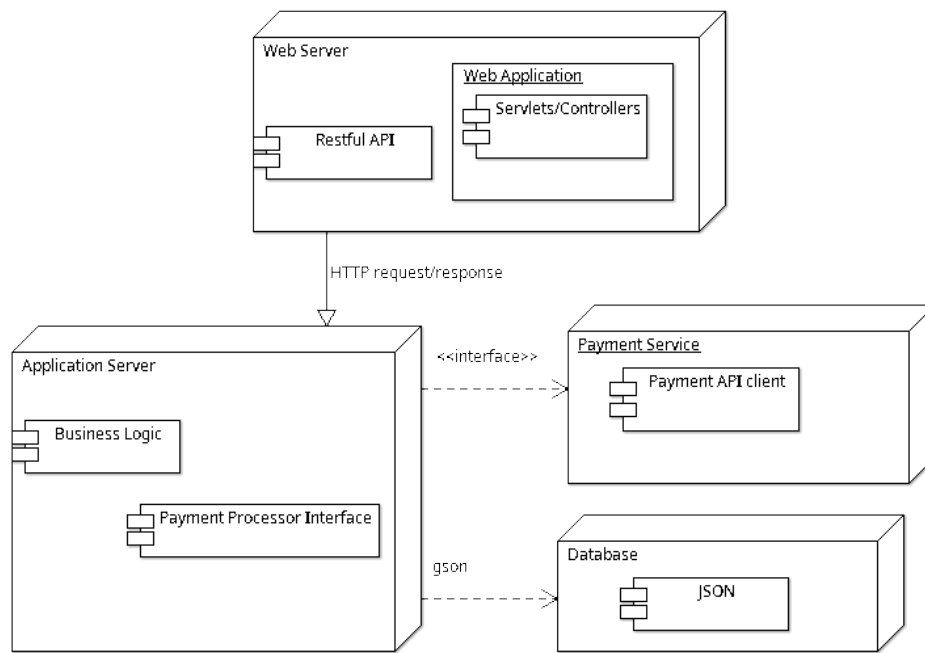 Web Server
Web Application
Servlets/Controllers
Restful API
HTTP request/response
Application Server
<<interface>>
Payment Service
Payment API client
Business Logic
Payment Processor Interface
gson
Database
JSON